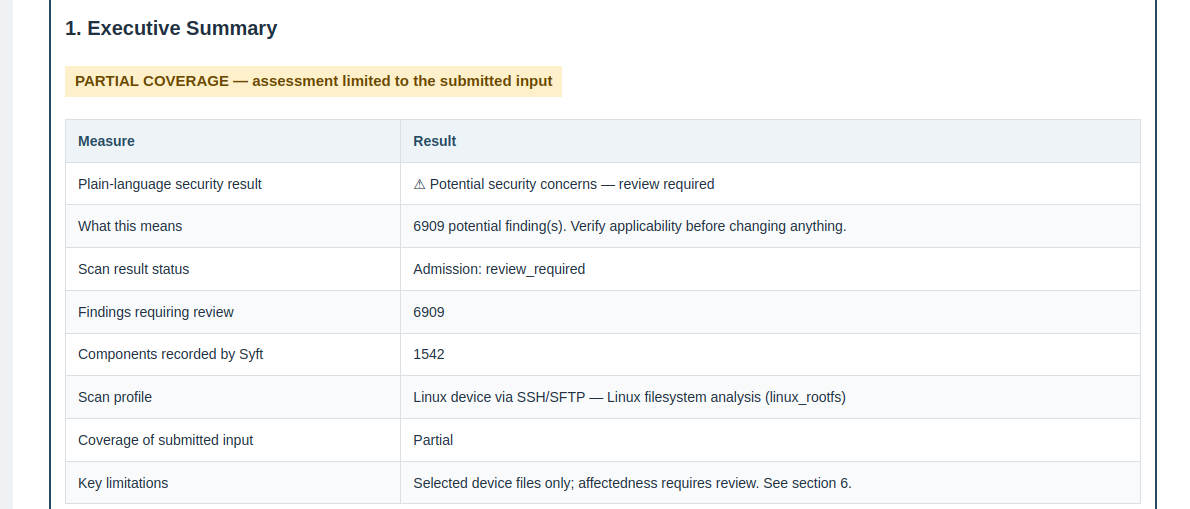 1. Executive Summary
PARTIAL COVERAGE — assessment limited to the submitted input
Measure Result
Plain-language security result ⚠ Potential security concerns — review required
What this means 6909 potential finding(s). Verify applicability before changing anything.
Scan result status Admission: review_required
Findings requiring review 6909
Components recorded by Syft 1542
Scan profile Linux device via SSH/SFTP — Linux filesystem analysis (linux_rootfs)
Coverage of submitted input Partial
Key limitations Selected device files only; affectedness requires review. See section 6.